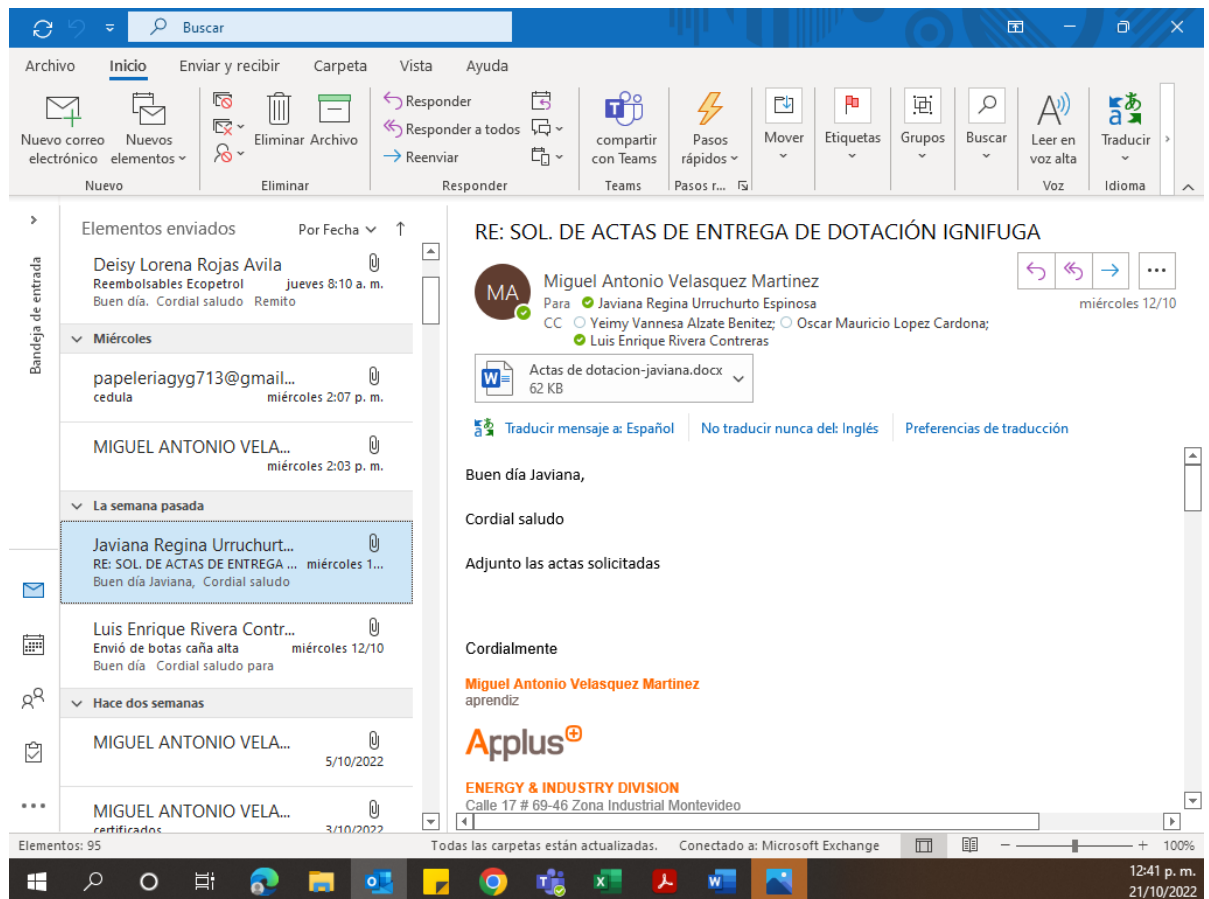 Buscar
Archivo Inicio Enviar y recibir Carpeta Vista Ayuda
Nuevo correo electrónico
Nuevos elementos
Nuevo
Eliminar Archivo
Eliminar
Responder
Responder a todos
Reenviar
Responder
compartir con Teams
Teams
Pasos rápidos
Pasos r...
Mover
Etiquetas
Grupos
Buscar
Leer en voz alta
Voz
Traducir
Idioma
Bandeja de entrada
Elementos enviados Por Fecha
Deisy Lorena Rojas Avila
Reembolsables Ecopetrol jueves 8:10 a. m.
Buen día. Cordial saludo Remito
Miércoles
papeleriagyg713@gmail...
cedula miércoles 2:07 p. m.
MIGUEL ANTONIO VELA...
miércoles 2:03 p. m.
La semana pasada
Javiana Regina Urruchurt...
RE: SOL. DE ACTAS DE ENTREGA ... miércoles 1...
Buen día Javiana, Cordial saludo
Luis Enrique Rivera Contr...
Envió de botas caña alta miércoles 12/10
Buen día Cordial saludo para
Hace dos semanas
MIGUEL ANTONIO VELA...
5/10/2022
MIGUEL ANTONIO VELA...
certificados 3/10/2022
RE: SOL. DE ACTAS DE ENTREGA DE DOTACIÓN IGNIFUGA
MA
Miguel Antonio Velasquez Martinez
Para Javiana Regina Urruchurto Espinosa
miércoles 12/10
CC Yeimy Vannesa Alzate Benitez; Oscar Mauricio Lopez Cardona;
Luis Enrique Rivera Contreras
Actas de dotacion-javiana.docx
62 KB
Traducir mensaje a: Español No traducir nunca del: Inglés Preferencias de traducción
Buen día Javiana,
Cordial saludo
Adjunto las actas solicitadas
Cordialmente
Miguel Antonio Velasquez Martinez
aprendiz
Applus+
ENERGY & INDUSTRY DIVISION
Calle 17 # 69-46 Zona Industrial Montevideo
Elementos: 95 Todas las carpetas están actualizadas. Conectado a: Microsoft Exchange 100%
12:41 p. m.
21/10/2022